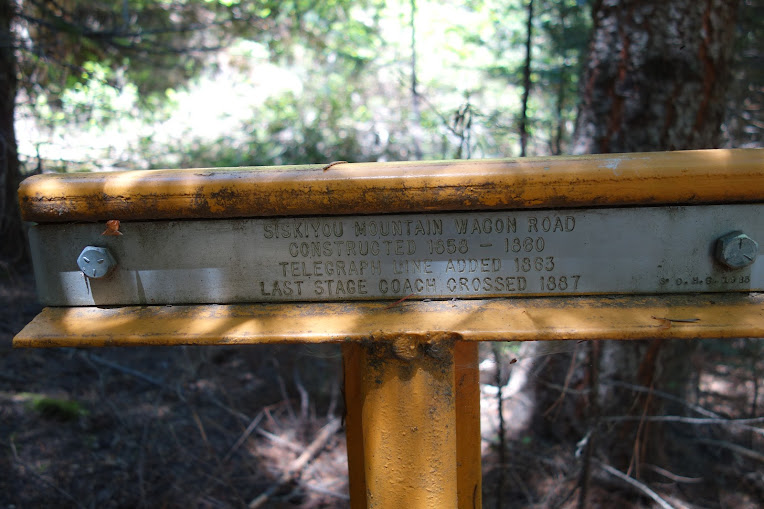 SISKIYOU MOUNTAIN WAGON ROAD
CONSTRUCTED 1858 - 1860
TELEGRAPH LINE ADDED 1863
LAST STAGE COACH CROSSED 1887